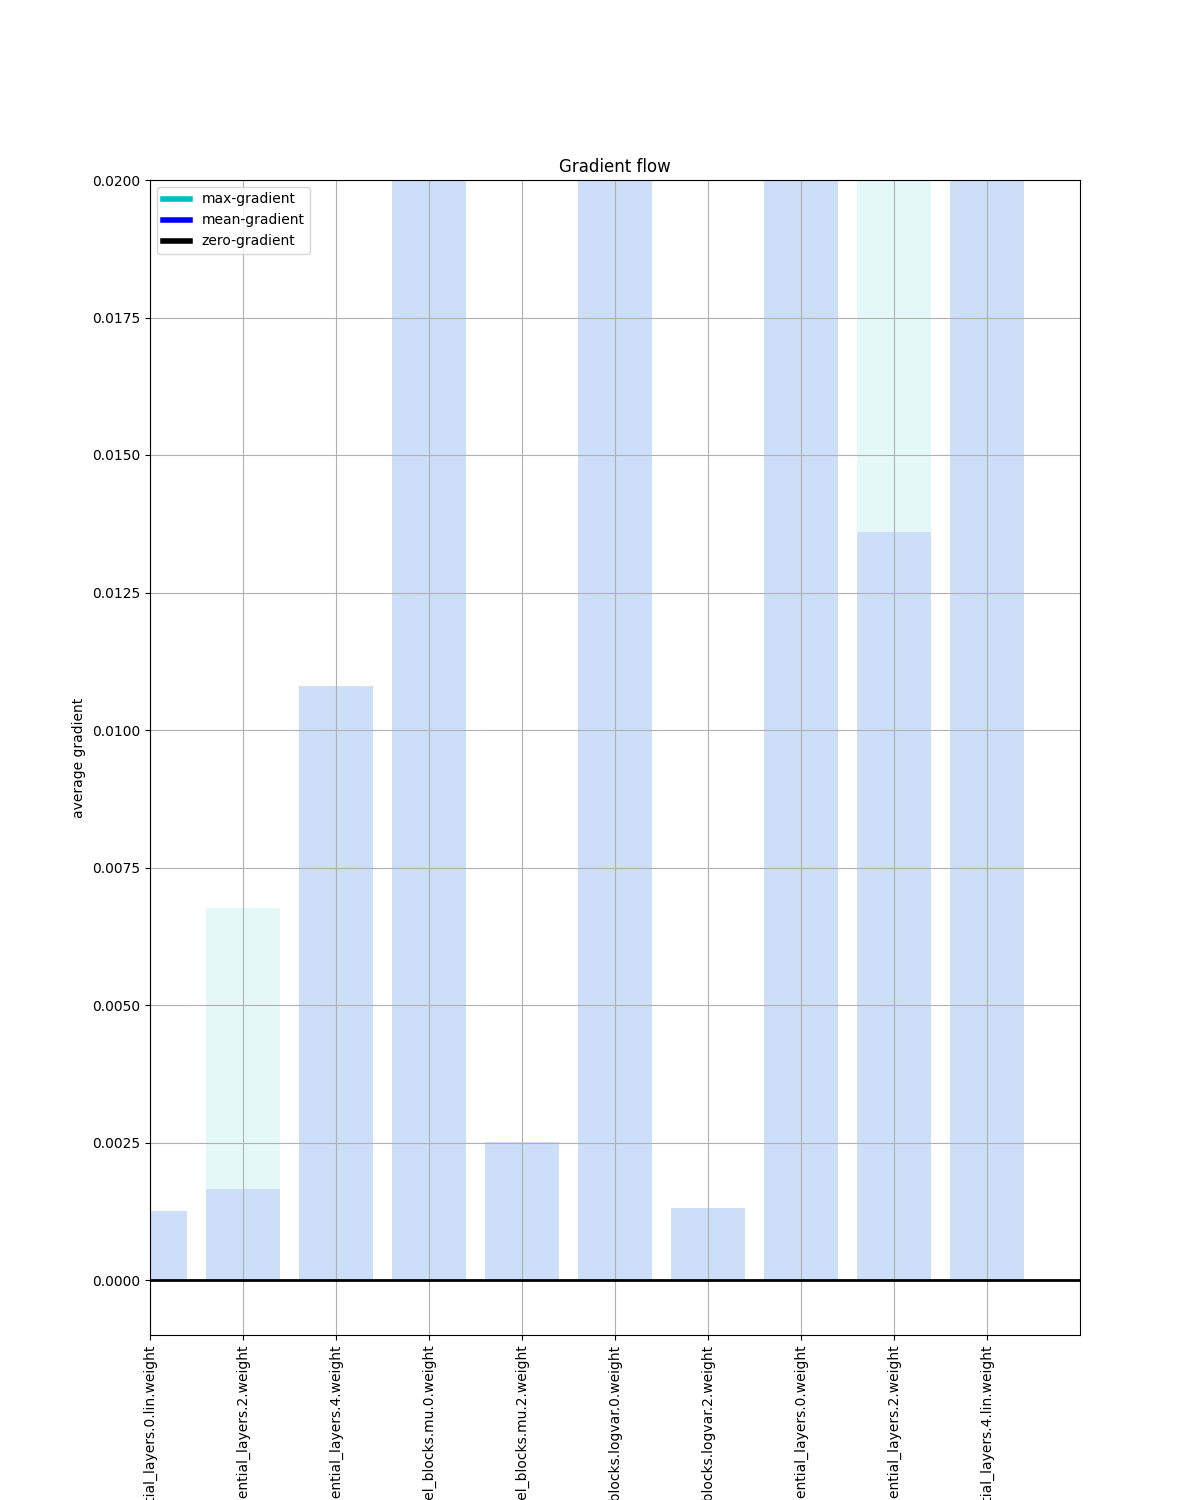 Gradient flow
max-gradient
mean-gradient
zero-gradient
0.0200
0.0175
0.0150
0.0125
0.0100
0.0075
0.0050
0.0025
0.0000
average gradient
tial_layers.0.lin.weight
ential_layers.2.weight
ential_layers.4.weight
el_blocks.mu.0.weight
el_blocks.mu.2.weight
blocks.logvar.0.weight
blocks.logvar.2.weight
ential_layers.0.weight
ential_layers.2.weight
tial_layers.4.lin.weight